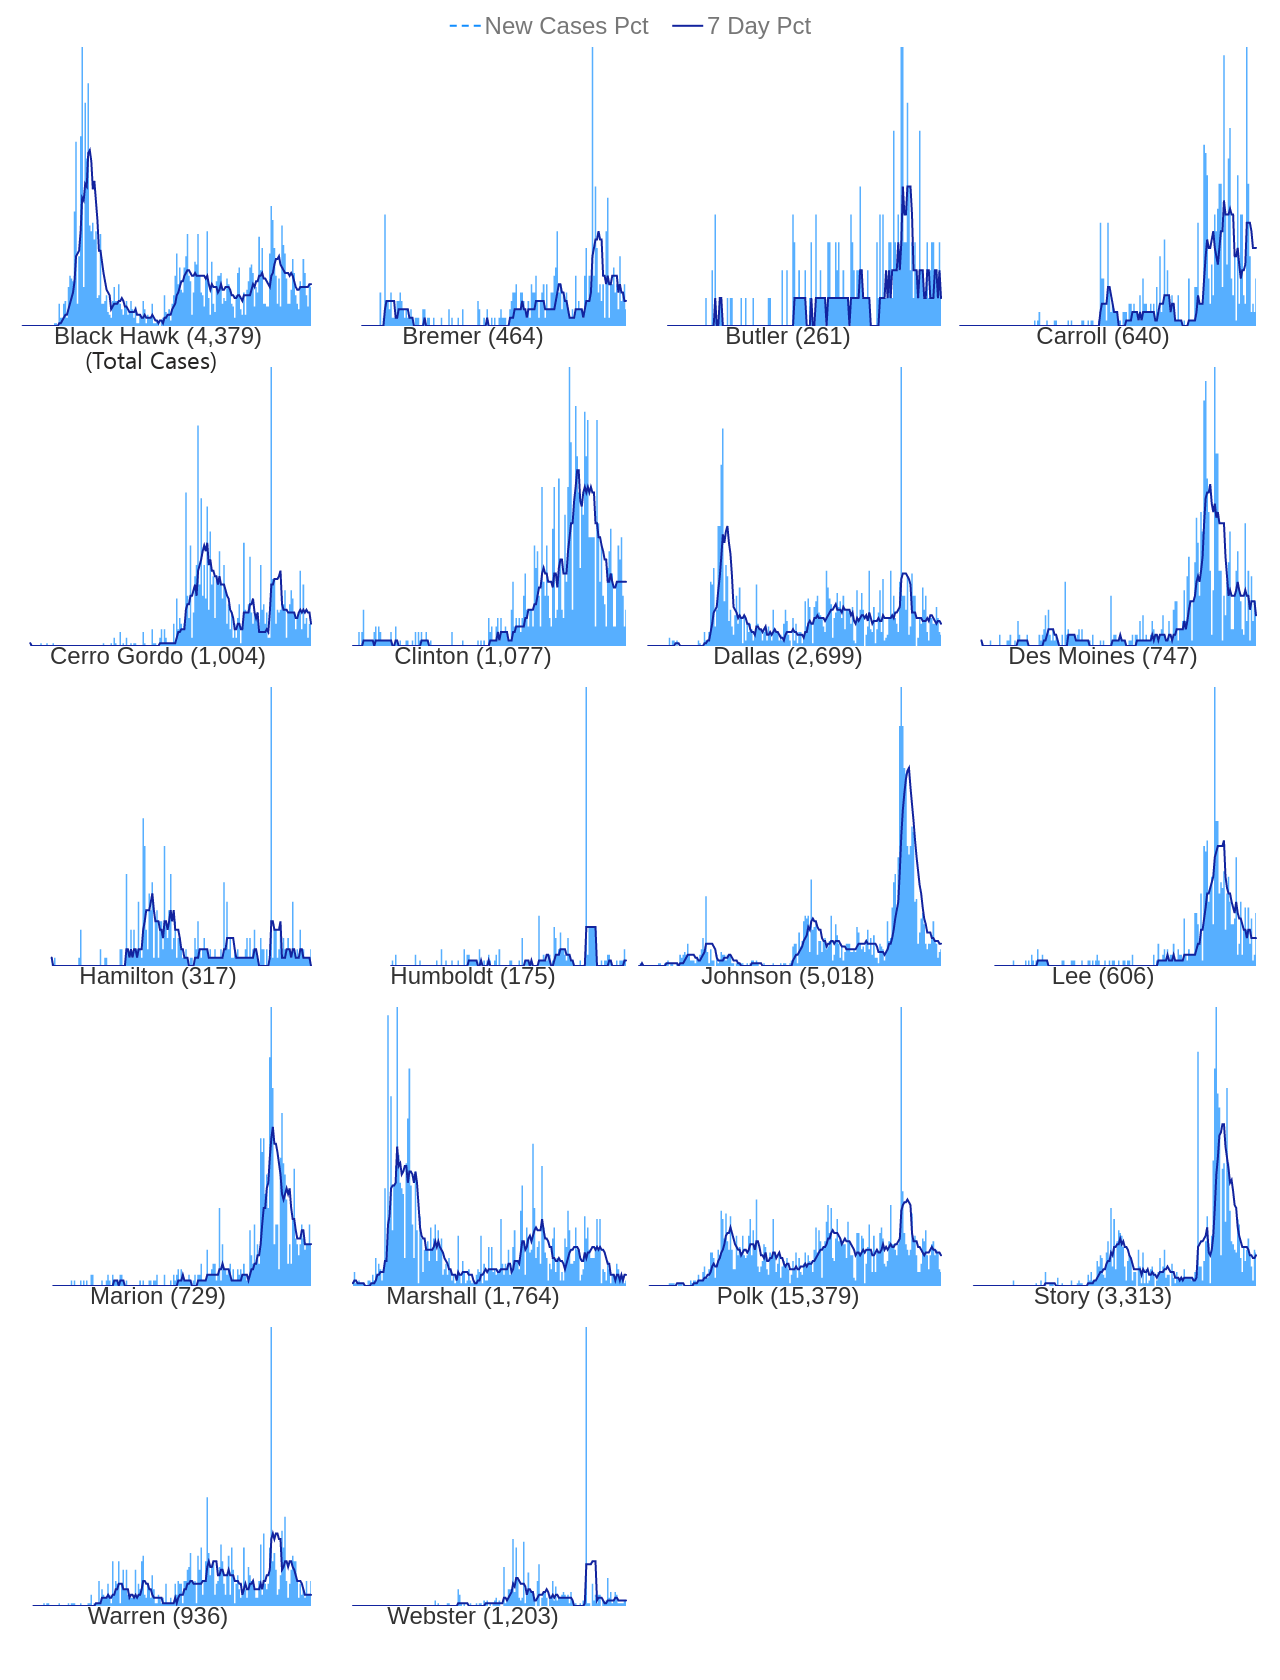 New Cases Pct 7 Day Pct
Black Hawk (4,379) Bremer (464) Butler (261) Carroll (640)
(Total Cases)
Cerro Gordo (1,004) Clinton (1,077) Dallas (2,699) Des Moines (747)
Hamilton (317) Humboldt (175) Johnson (5,018) Lee (606)
Marion (729) Marshall (1,764) Polk (15,379) Story (3,313)
Warren (936) Webster (1,203)